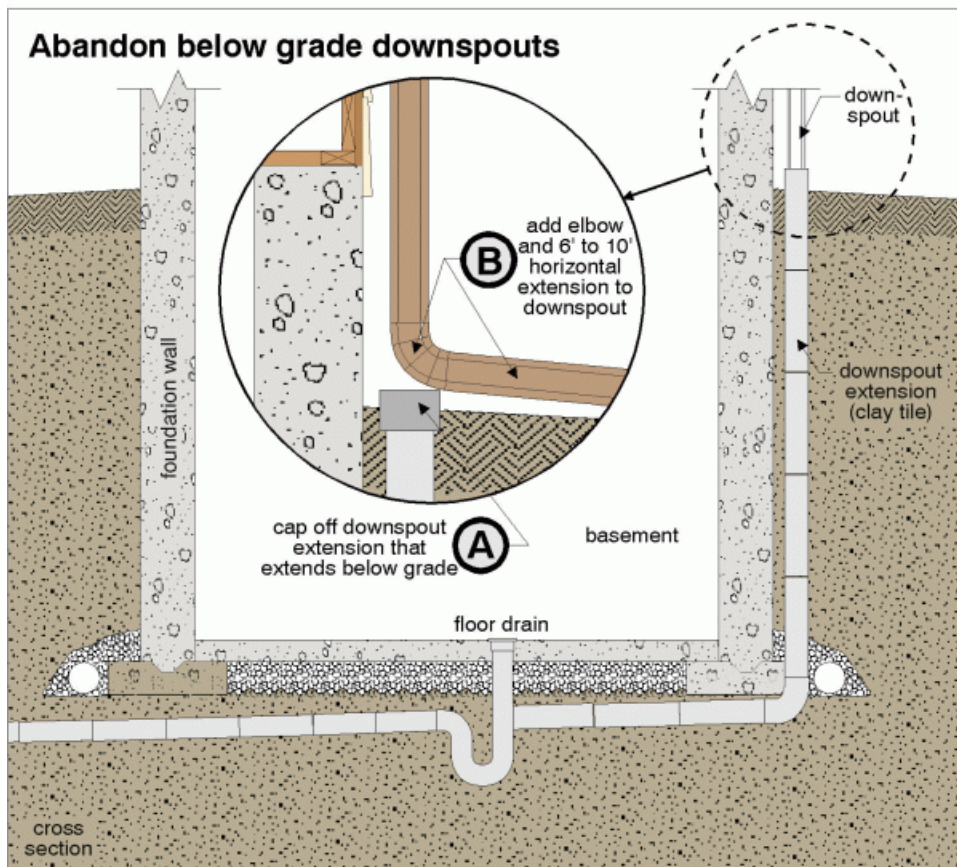 Abandon below grade downspouts
down-
spout
B
add elbow
and 6' to 10'
horizontal
extension to
downspout
foundation wall
downspout
extension
(clay tile)
cap off downspout
extension that
extends below grade
A
basement
floor drain
cross
section